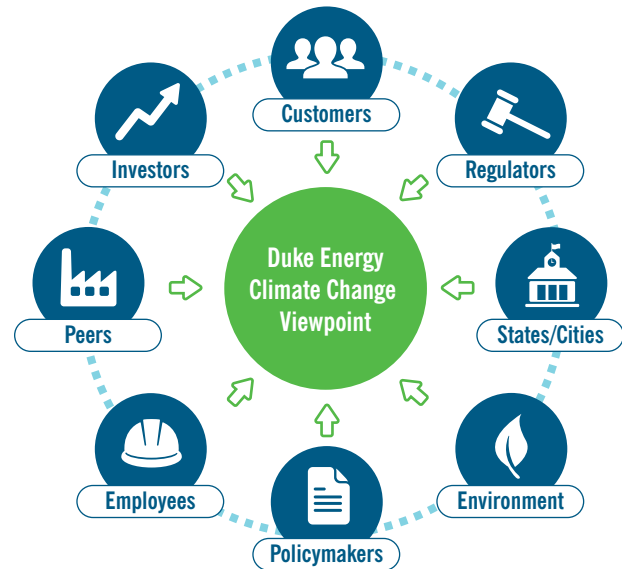 Customers
Investors
Regulators
Duke Energy
Climate Change
Viewpoint
Peers
States/Cities
Employees
Environment
Policymakers